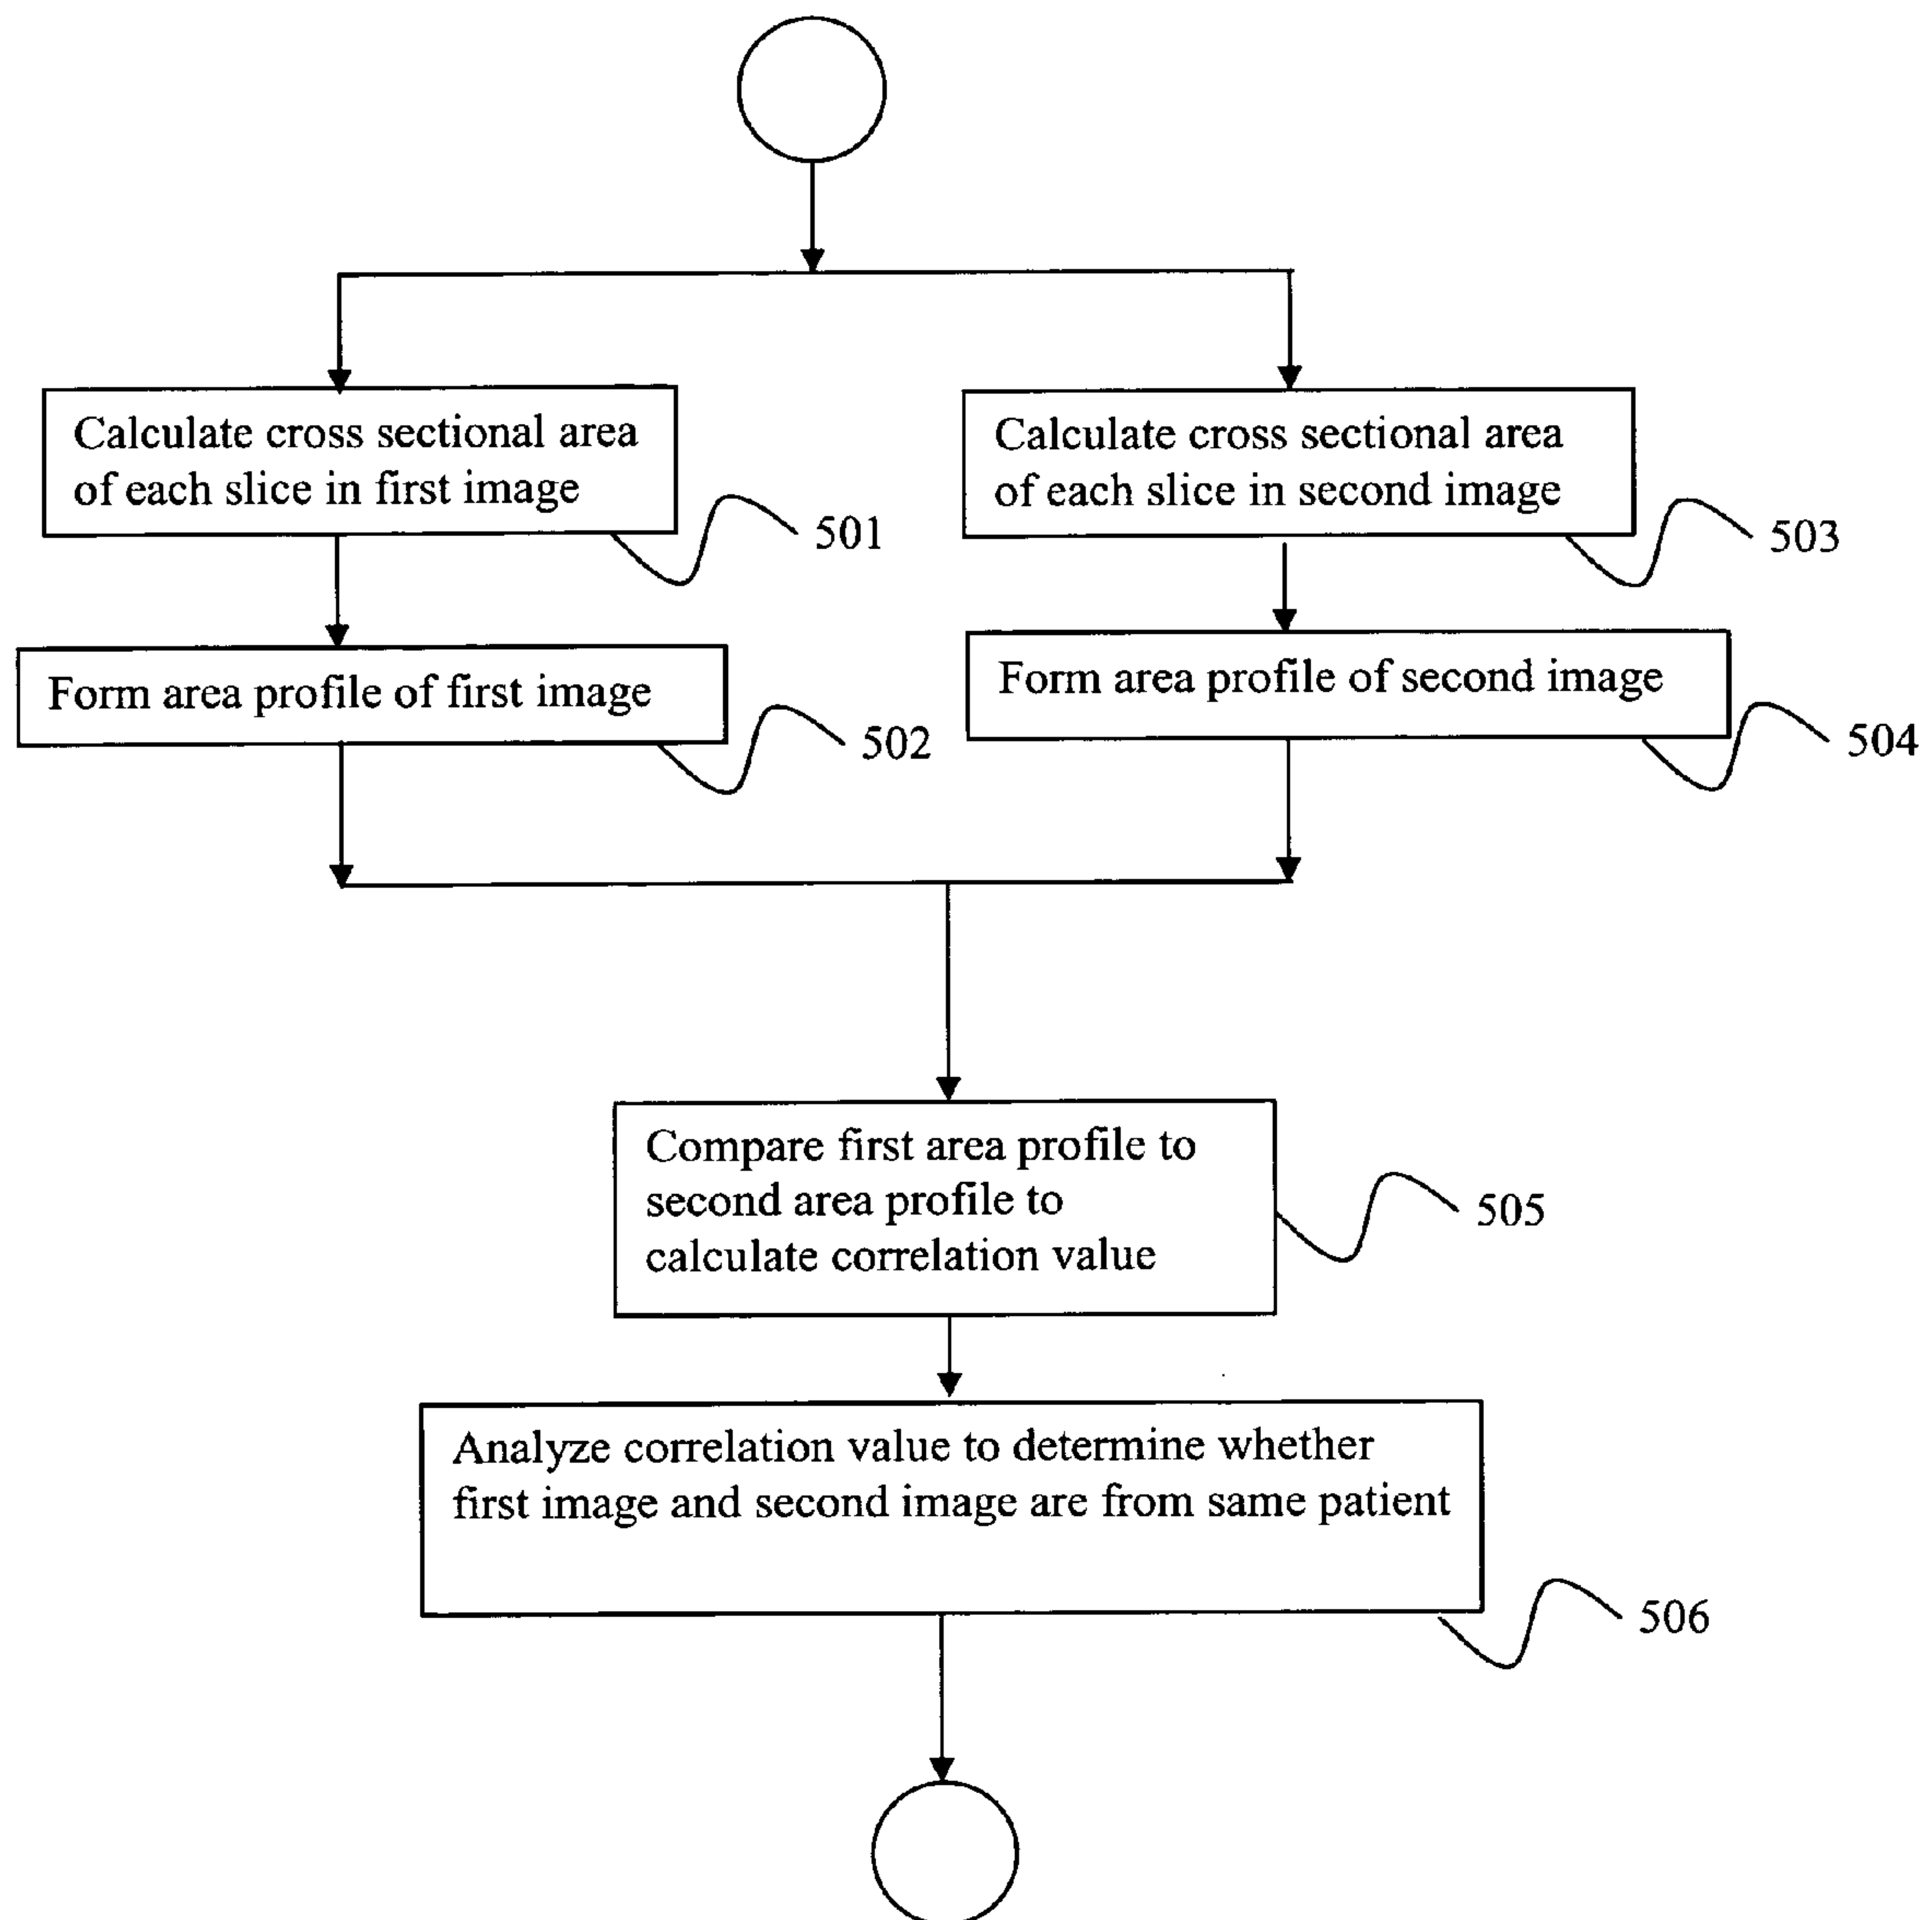 Calculate cross sectional area
of each slice in first image
501
Calculate cross sectional area
of each slice in second image
503
Form area profile of first image
502
Form area profile of second image
504
Compare first area profile to
second area profile to
calculate correlation value
505
Analyze correlation value to determine whether
first image and second image are from same patient
506